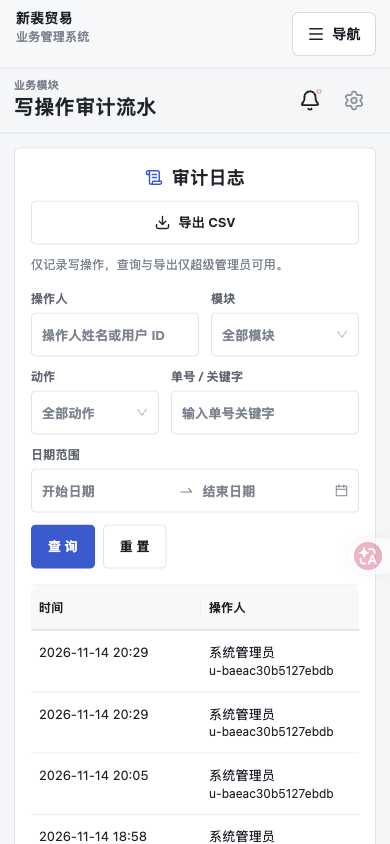 新裴贸易
业务管理系统
导航
业务模块
写操作审计流水
审计日志
导出 CSV
仅记录写操作，查询与导出仅超级管理员可用。
操作人 模块
操作人姓名或用户 ID 全部模块
动作 单号 / 关键字
全部动作 输入单号关键字
日期范围
开始日期 → 结束日期
查 询 重 置
时间 操作人
2026-11-14 20:29 系统管理员
u-baeac30b5127ebdb
2026-11-14 20:29 系统管理员
u-baeac30b5127ebdb
2026-11-14 20:05 系统管理员
u-baeac30b5127ebdb
2026-11-14 18:58 系统管理员